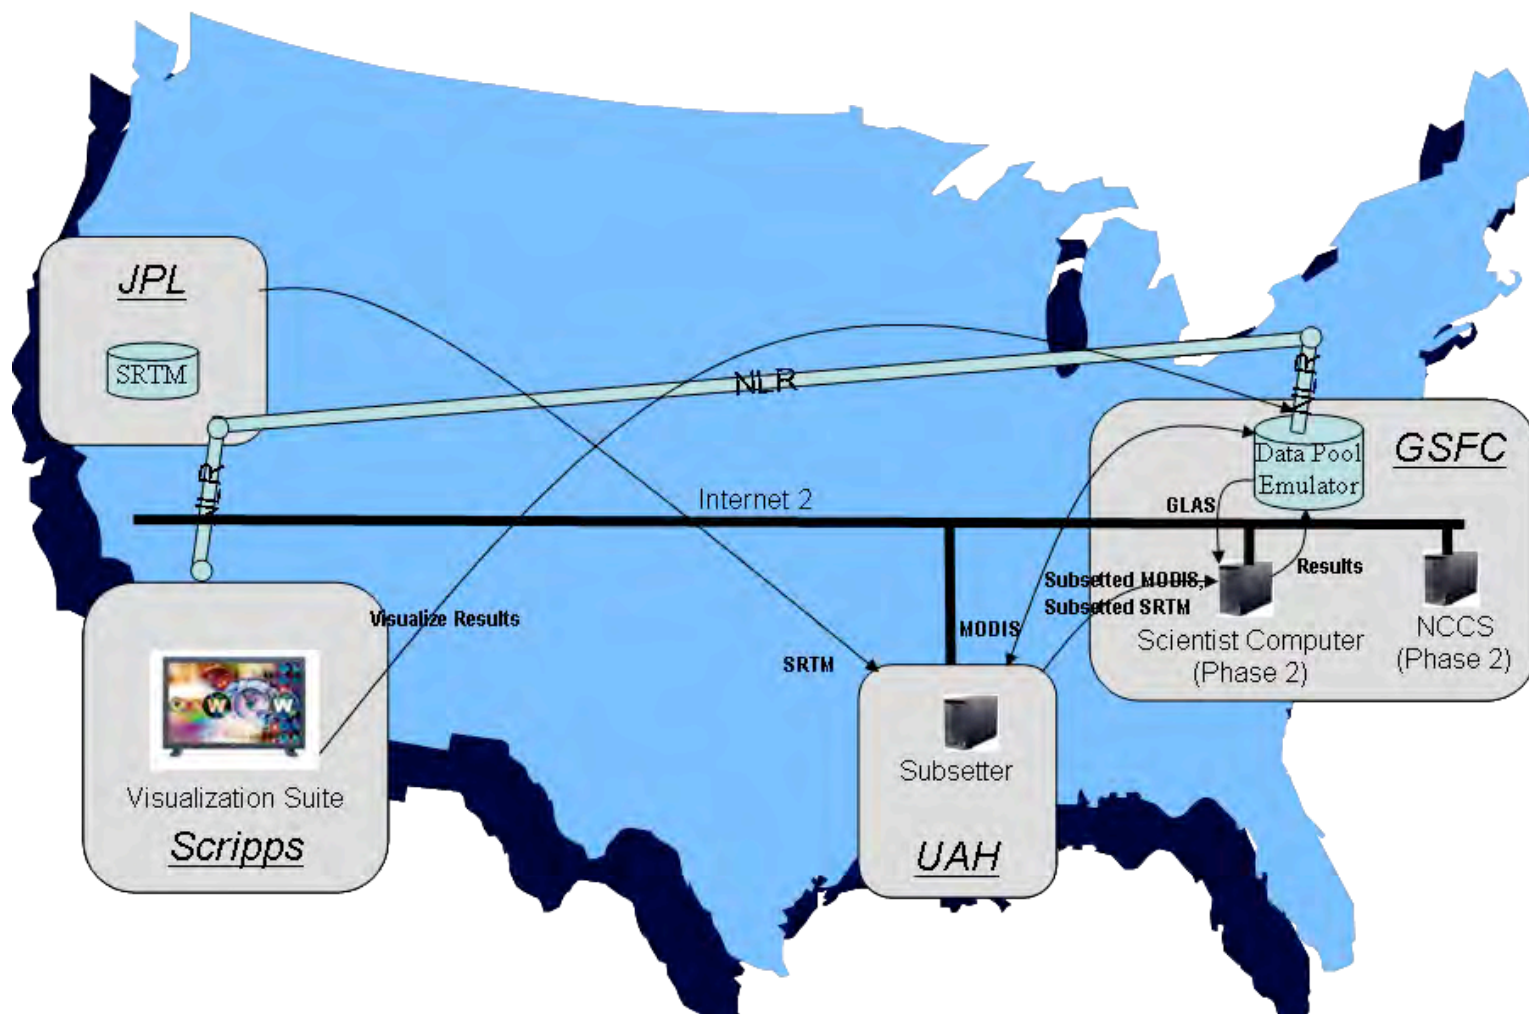 JPL
SRTM
NLR
NLR
NLR
GSFC
Data Pool
Emulator
Internet 2
GLAS
Results
Subsetted MODIS,
Subsetted SRTM
Visualize Results
MODIS
SRTM
Scientist Computer
(Phase 2)
NCCS
(Phase 2)
Subsetter
UAH
W
W
Visualization Suite
Scripps